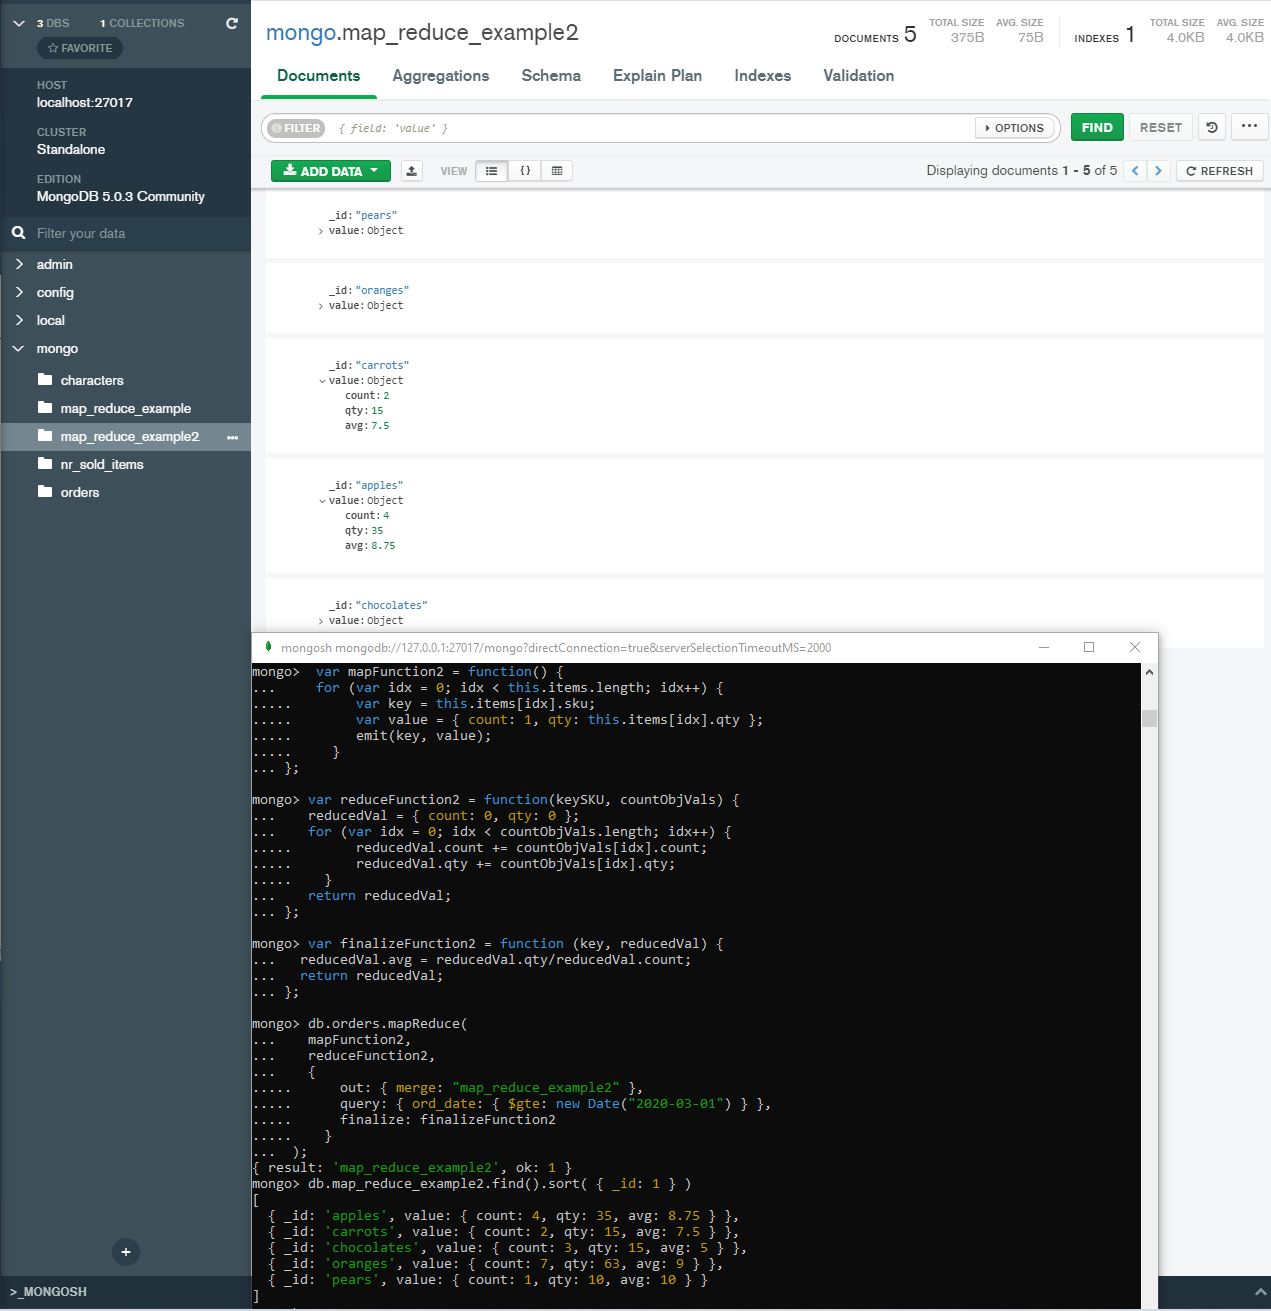 3 DBS 1 COLLECTIONS
☆ FAVORITE
HOST
localhost:27017
CLUSTER
Standalone
EDITION
MongoDB 5.0.3 Community
Filter your data
admin
config
local
mongo
characters
map_reduce_example
map_reduce_example2
nr_sold_items
orders
>_MONGOSH
mongo.map_reduce_example2
DOCUMENTS 5 TOTAL SIZE 375B AVG. SIZE 75B INDEXES 1 TOTAL SIZE 4.0KB AVG. SIZE 4.0KB
Documents Aggregations Schema Explain Plan Indexes Validation
FILTER { field: 'value' } OPTIONS FIND RESET
ADD DATA VIEW {} Displaying documents 1 - 5 of 5 REFRESH
_id: "pears"
value: Object
_id: "oranges"
value: Object
_id: "carrots"
value: Object
count: 2
qty: 15
avg: 7.5
_id: "apples"
value: Object
count: 4
qty: 35
avg: 8.75
_id: "chocolates"
value: Object
mongosh mongodb://127.0.0.1:27017/mongo?directConnection=true&serverSelectionTimeoutMS=2000
mongo>  var mapFunction2 = function() {
...     for (var idx = 0; idx < this.items.length; idx++) {
.....        var key = this.items[idx].sku;
.....        var value = { count: 1, qty: this.items[idx].qty };
.....        emit(key, value);
.....     }
... };
mongo> var reduceFunction2 = function(keySKU, countObjVals) {
...    reducedVal = { count: 0, qty: 0 };
...    for (var idx = 0; idx < countObjVals.length; idx++) {
.....        reducedVal.count += countObjVals[idx].count;
.....        reducedVal.qty += countObjVals[idx].qty;
.....    }
...    return reducedVal;
... };
mongo> var finalizeFunction2 = function (key, reducedVal) {
...   reducedVal.avg = reducedVal.qty/reducedVal.count;
...   return reducedVal;
... };
mongo> db.orders.mapReduce(
...    mapFunction2,
...    reduceFunction2,
...    {
.....      out: { merge: "map_reduce_example2" },
.....      query: { ord_date: { $gte: new Date("2020-03-01") } },
.....      finalize: finalizeFunction2
.....    }
...  );
{ result: 'map_reduce_example2', ok: 1 }
mongo> db.map_reduce_example2.find().sort( { _id: 1 } )
[
  { _id: 'apples', value: { count: 4, qty: 35, avg: 8.75 } },
  { _id: 'carrots', value: { count: 2, qty: 15, avg: 7.5 } },
  { _id: 'chocolates', value: { count: 3, qty: 15, avg: 5 } },
  { _id: 'oranges', value: { count: 7, qty: 63, avg: 9 } },
  { _id: 'pears', value: { count: 1, qty: 10, avg: 10 } }
]